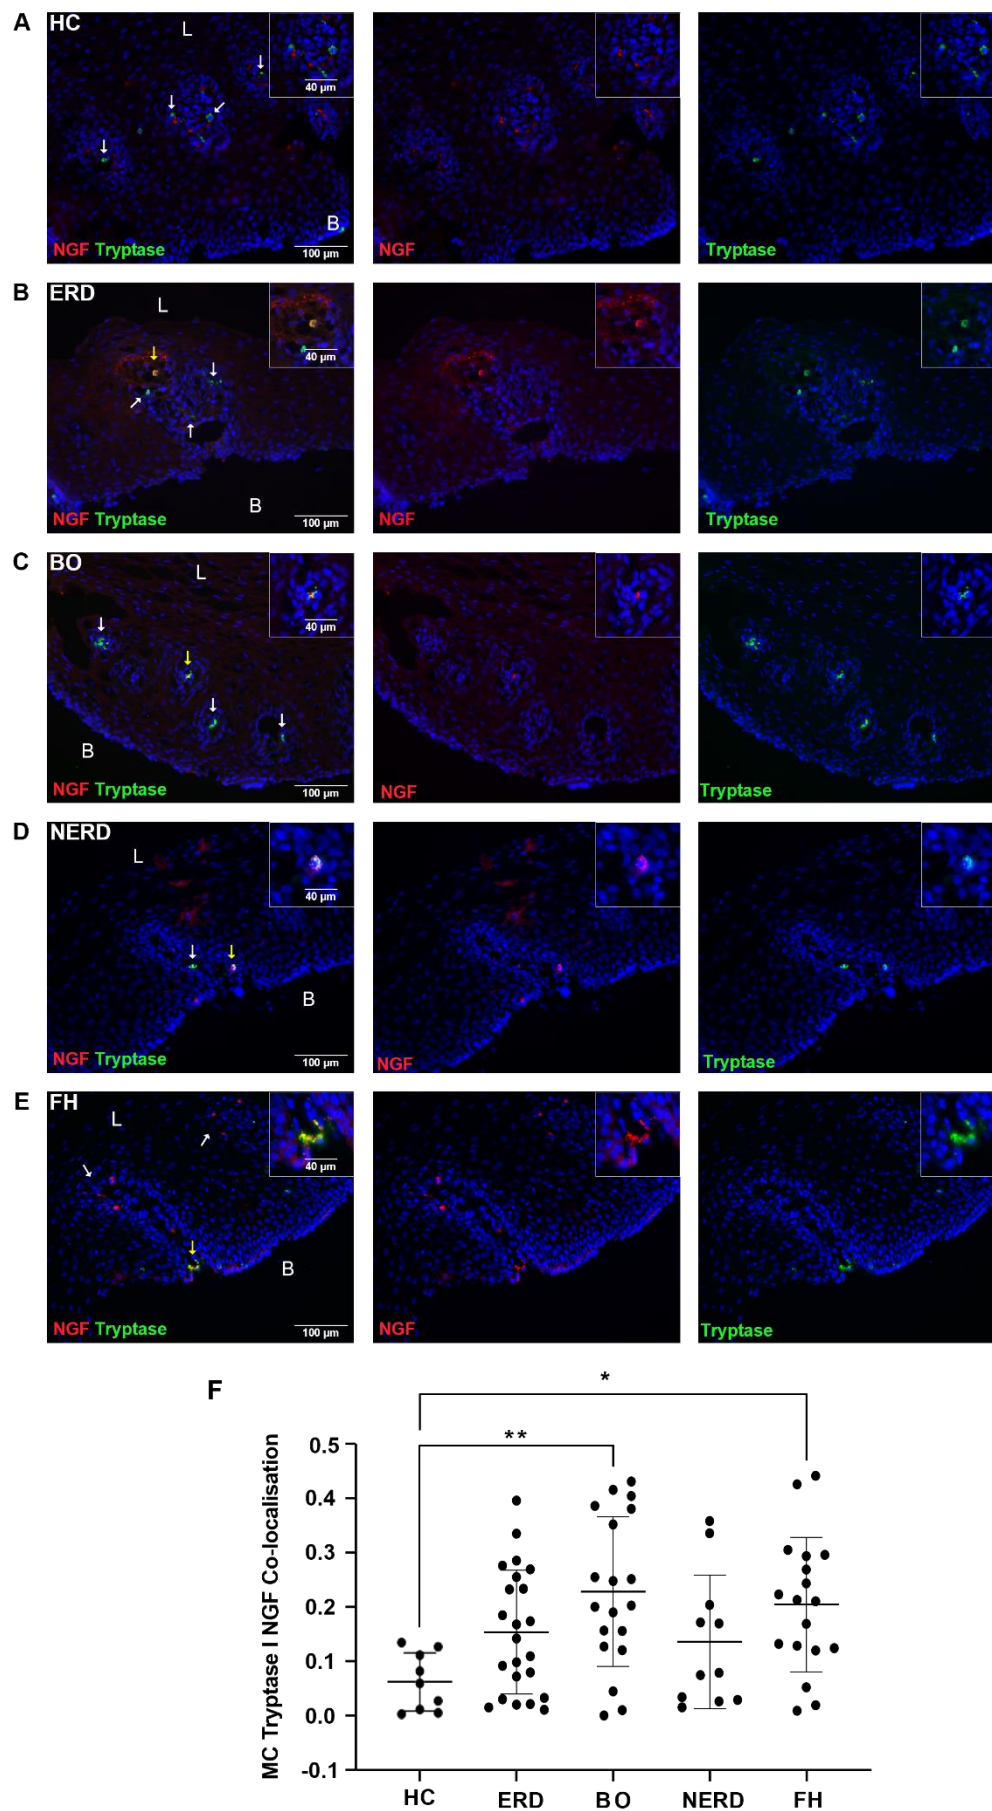 A HC
L
40 µm
B
100 µm
NGF Tryptase
Tryptase
B ERD
L
40 µm
B
100 µm
NGF Tryptase
NGF
Tryptase
C BO
L
40 µm
B
100 µm
NGF Tryptase
NGF
Tryptase
D NERD
L
40 µm
B
100 µm
NGF Tryptase
NGF
Tryptase
E FH
L
40 µm
B
100 µm
NGF Tryptase
NGF
Tryptase
F
*
**
MC Tryptase I NGF Co-localisation
0.5
0.4
0.3
0.2
0.1
0.0
-0.1
HC ERD BO NERD FH